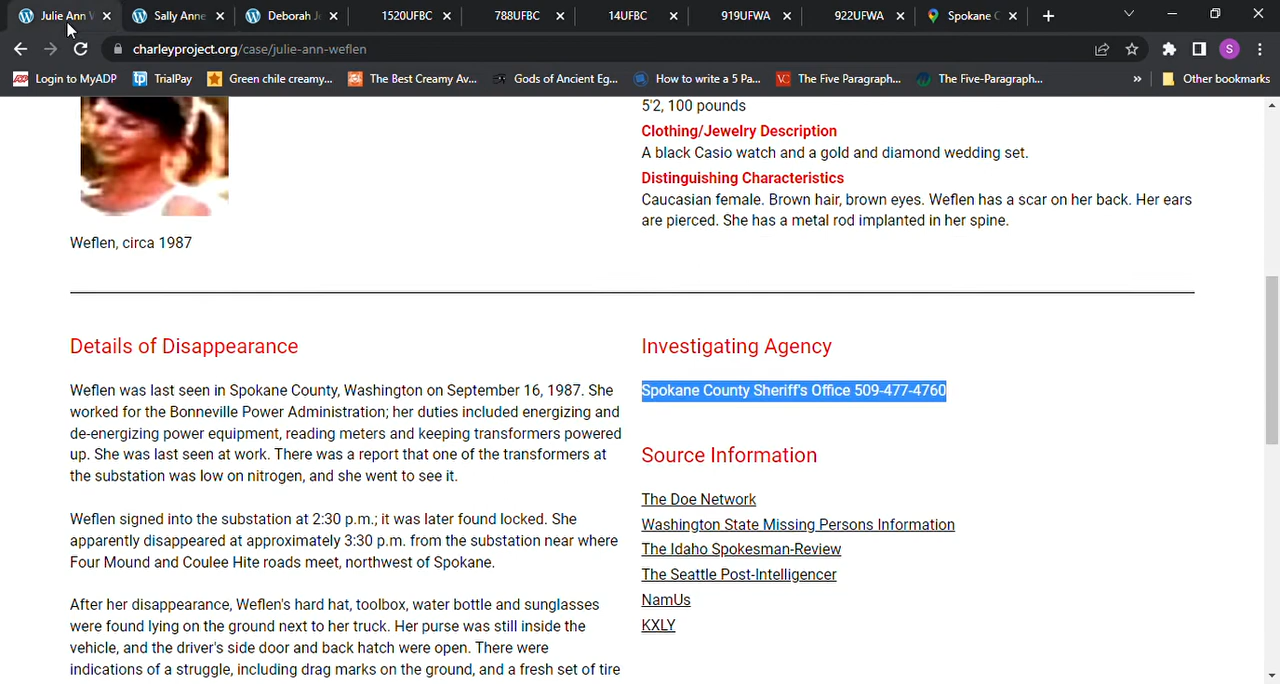 Julie Ann W
Sally Anne
Deborah J
1520UFBC
788UFBC
14UFBC
919UFWA
922UFWA
Spokane C
charleyproject.org/case/julie-ann-weflen
S
Login to MyADP
TrialPay
Green chile creamy...
The Best Creamy Av...
Gods of Ancient Eg...
How to write a 5 Pa...
The Five Paragraph...
The Five-Paragraph...
»
Other bookmarks
5'2, 100 pounds
Clothing/Jewelry Description
A black Casio watch and a gold and diamond wedding set.
Distinguishing Characteristics
Caucasian female. Brown hair, brown eyes. Weflen has a scar on her back. Her ears
are pierced. She has a metal rod implanted in her spine.
Weflen, circa 1987
Details of Disappearance
Weflen was last seen in Spokane County, Washington on September 16, 1987. She
worked for the Bonneville Power Administration; her duties included energizing and
de-energizing power equipment, reading meters and keeping transformers powered
up. She was last seen at work. There was a report that one of the transformers at
the substation was low on nitrogen, and she went to see it.
Weflen signed into the substation at 2:30 p.m.; it was later found locked. She
apparently disappeared at approximately 3:30 p.m. from the substation near where
Four Mound and Coulee Hite roads meet, northwest of Spokane.
After her disappearance, Weflen's hard hat, toolbox, water bottle and sunglasses
were found lying on the ground next to her truck. Her purse was still inside the
vehicle, and the driver's side door and back hatch were open. There were
indications of a struggle, including drag marks on the ground, and a fresh set of tire
Investigating Agency
Spokane County Sheriff's Office 509-477-4760
Source Information
The Doe Network
Washington State Missing Persons Information
The Idaho Spokesman-Review
The Seattle Post-Intelligencer
NamUs
KXLY